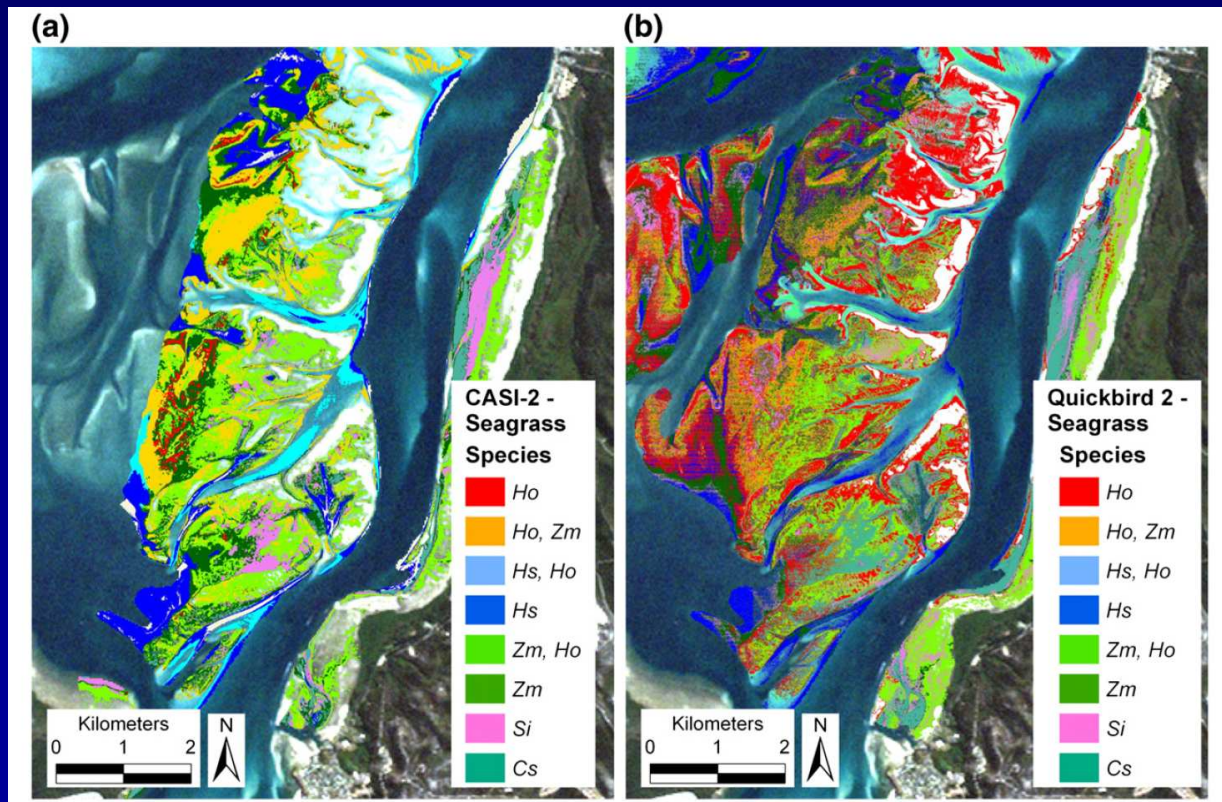 (a)
CASI-2 -
Seagrass
Species
Ho
Ho, Zm
Hs, Ho
Hs
Zm, Ho
Zm
Si
Cs
Kilometers
0 1 2
N
(b)
Quickbird 2 -
Seagrass
Species
Ho
Ho, Zm
Hs, Ho
Hs
Zm, Ho
Zm
Si
Cs
Kilometers
0 1 2
N